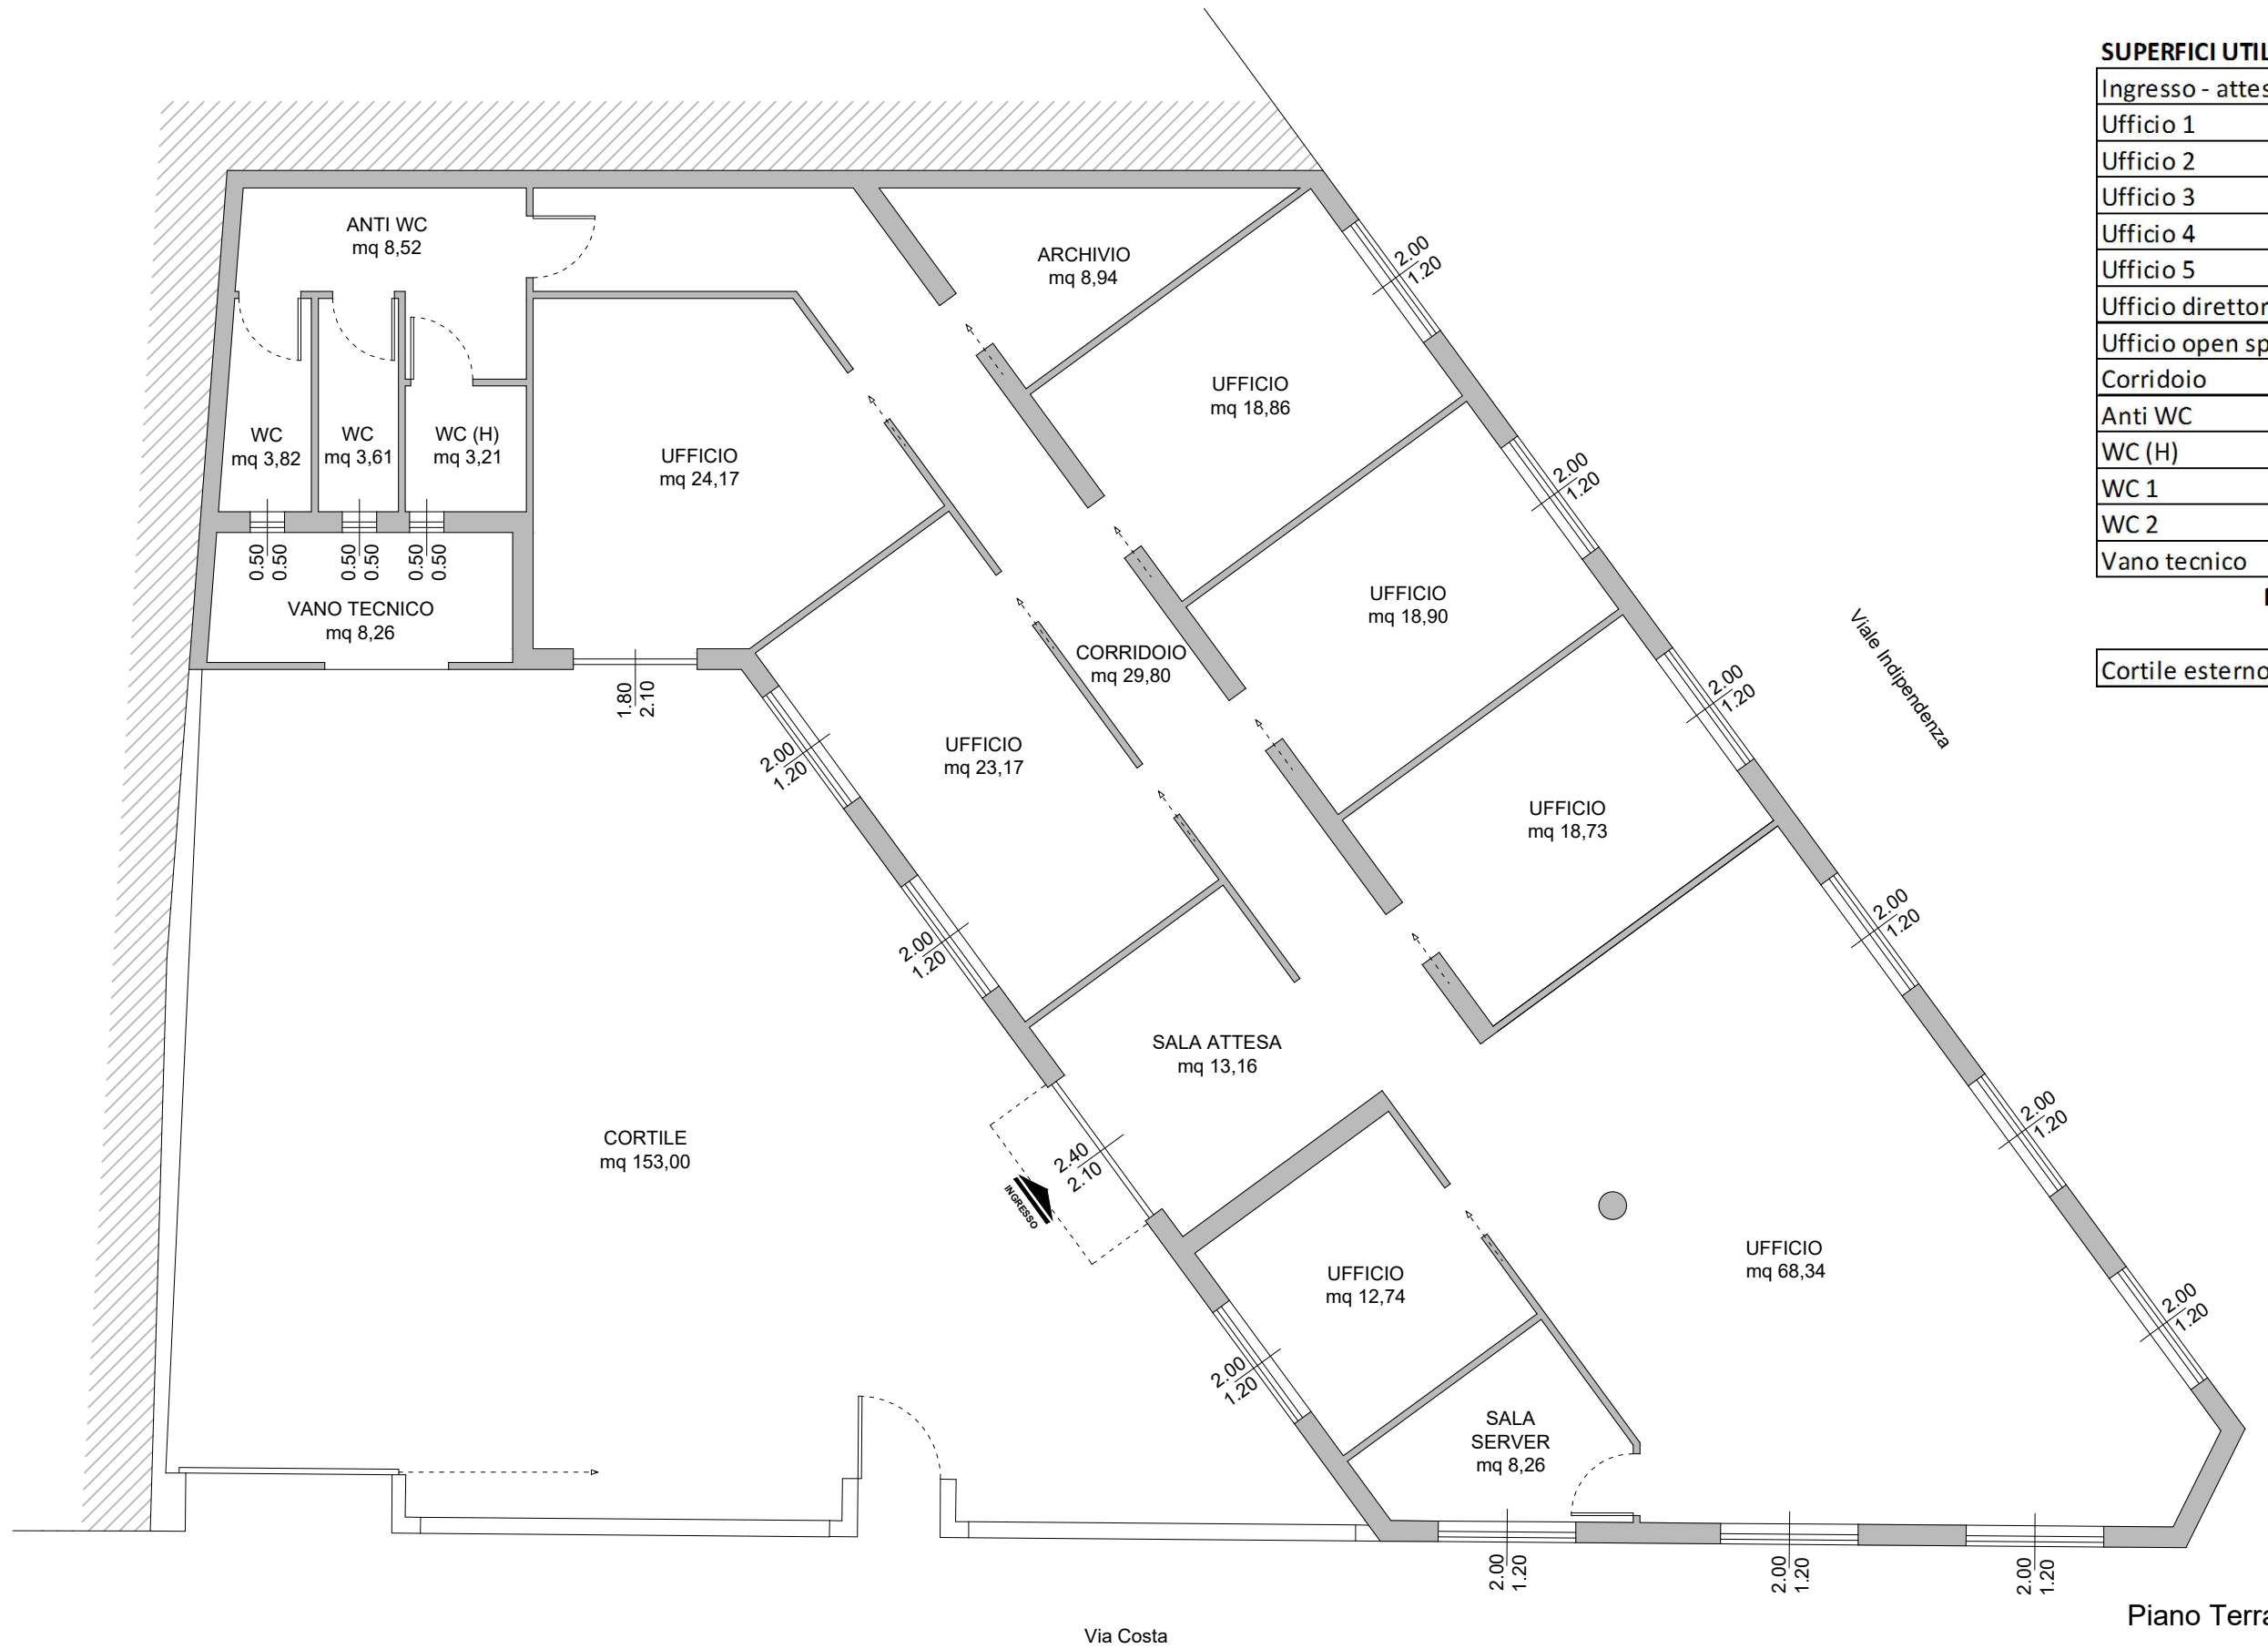 SUPERFICI UTIL
Ingresso - attes
Ufficio 1
Ufficio 2
Ufficio 3
Ufficio 4
Ufficio 5
Ufficio direttor
Ufficio open sp
Corridoio
Anti WC
WC (H)
WC 1
WC 2
Vano tecnico
Cortile esterno
ANTI WC
mq 8,52
ARCHIVIO
mq 8,94
2.00
1.20
UFFICIO
mq 18,86
WC
mq 3,82
WC
mq 3,61
WC (H)
mq 3,21
UFFICIO
mq 24,17
2.00
1.20
0.50
0.50
0.50
0.50
0.50
0.50
VANO TECNICO
mq 8,26
UFFICIO
mq 18,90
CORRIDOIO
mq 29,80
Viale Indipendenza
1.80
2.10
2.00
1.20
2.00
1.20
UFFICIO
mq 23,17
UFFICIO
mq 18,73
2.00
1.20
2.00
1.20
SALA ATTESA
mq 13,16
2.00
1.20
CORTILE
mq 153,00
2.40
2.10
INGRESSO
UFFICIO
mq 12,74
UFFICIO
mq 68,34
2.00
1.20
2.00
1.20
SALA
SERVER
mq 8,26
2.00
1.20
2.00
1.20
2.00
1.20
Piano Terra
Via Costa